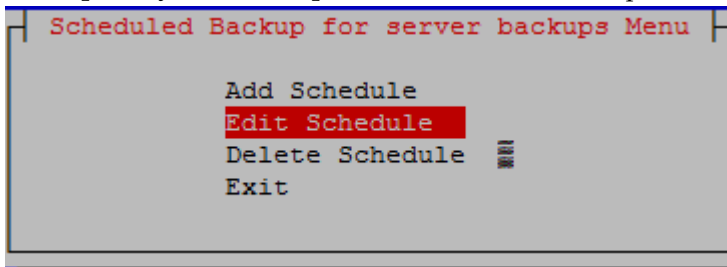 Scheduled Backup for server backups Menu
Add Schedule
Edit Schedule
Delete Schedule
Exit